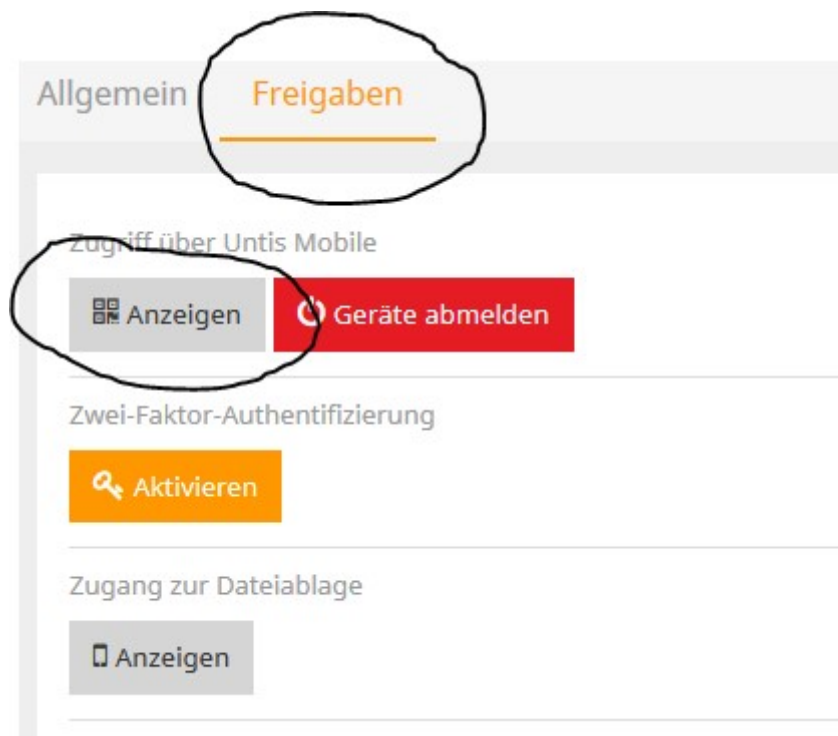 Allgemein Freigaben
Zugriff über Untis Mobile
Anzeigen Geräte abmelden
Zwei-Faktor-Authentifizierung
Aktivieren
Zugang zur Dateiablage
Anzeigen